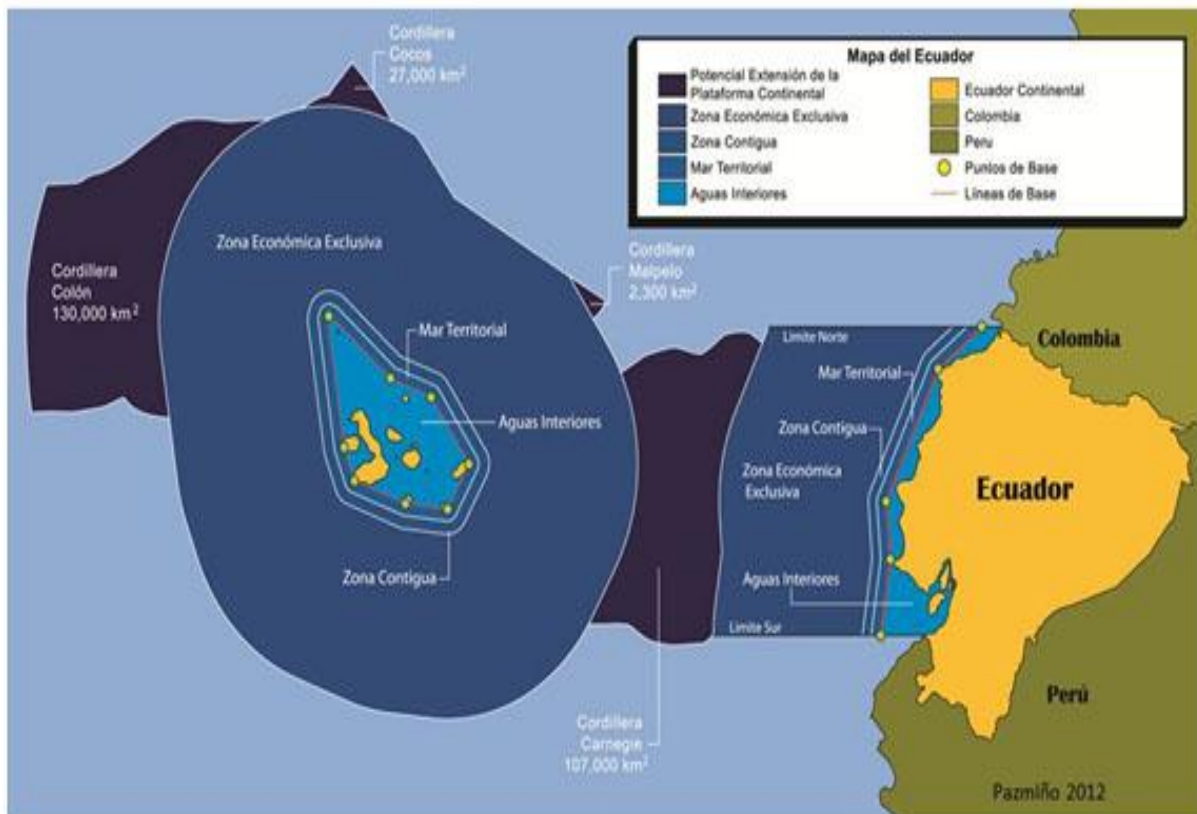 Cordillera
Cocos
27,000 km²
Mapa del Ecuador
Potencial Extensión de la
Plataforma Continental
Zona Económica Exclusiva
Zona Contigua
Mar Territorial
Aguas Interiores
Ecuador Continental
Colombia
Peru
Puntos de Base
Líneas de Base
Zona Económica Exclusiva
Cordillera
Colón
130,000 km²
Cordillera
Malpelo
2,300 km²
Mar Territorial
Aguas Interiores
Zona Contigua
Limite Norte
Mar Territorial
Zona Contigua
Zona Económica
Exclusiva
Aguas Interiores
Limite Sur
Colombia
Ecuador
Perú
Cordillera
Carnegie
107,000 km²
Pazmiño 2012